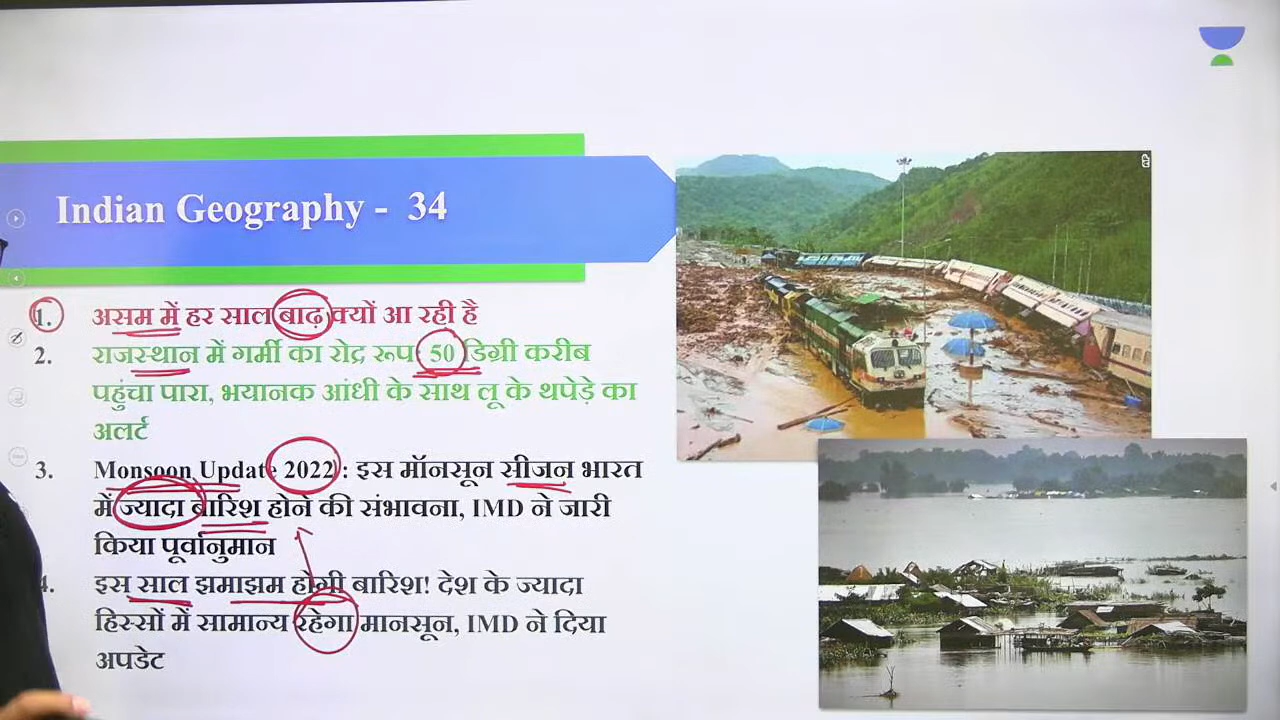 Indian Geography - 34
1. असम में हर साल बाढ़ क्यों आ रही है
2. राजस्थान में गर्मी का रोद्र रूप 50 डिग्री करीब
पहुंचा पारा, भयानक आंधी के साथ लू के थपेड़े का
अलर्ट
3. Monsoon Update 2022 : इस मॉनसून सीजन भारत
में ज्यादा बारिश होने की संभावना, IMD ने जारी
किया पूर्वानुमान
4. इस साल झमाझम होगी बारिश! देश के ज्यादा
हिस्सों में सामान्य रहेगा मानसून, IMD ने दिया
अपडेट